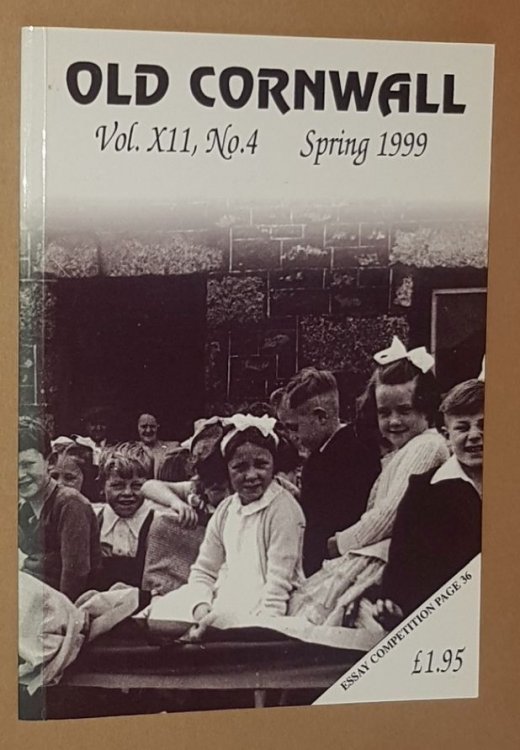 OLD CORNWALL
Vol. X11, No.4 Spring 1999
ESSAY COMPETITION PAGE 36
£1.95